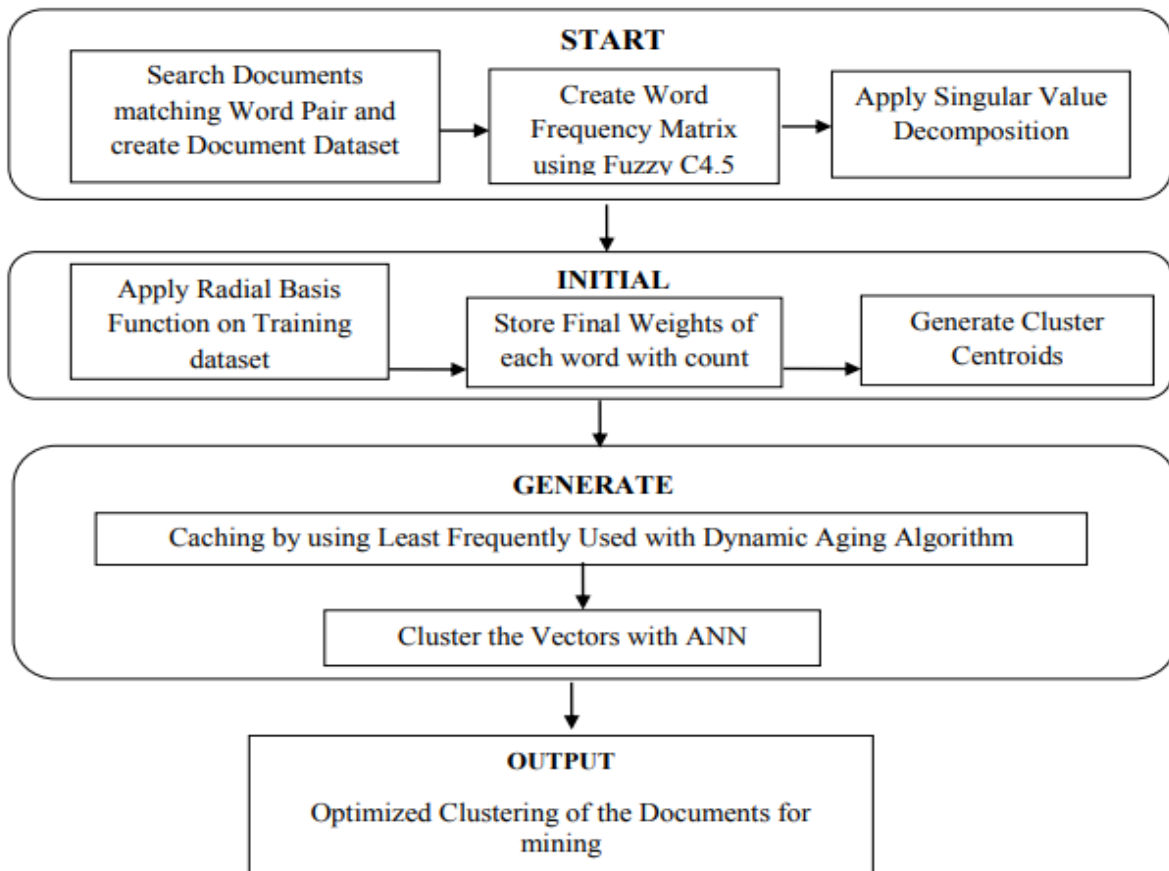 START
Search Documents
matching Word Pair and
create Document Dataset
Create Word
Frequency Matrix
using Fuzzy C4.5
Apply Singular Value
Decomposition
INITIAL
Apply Radial Basis
Function on Training
dataset
Store Final Weights of
each word with count
Generate Cluster
Centroids
GENERATE
Caching by using Least Frequently Used with Dynamic Aging Algorithm
Cluster the Vectors with ANN
OUTPUT
Optimized Clustering of the Documents for
mining